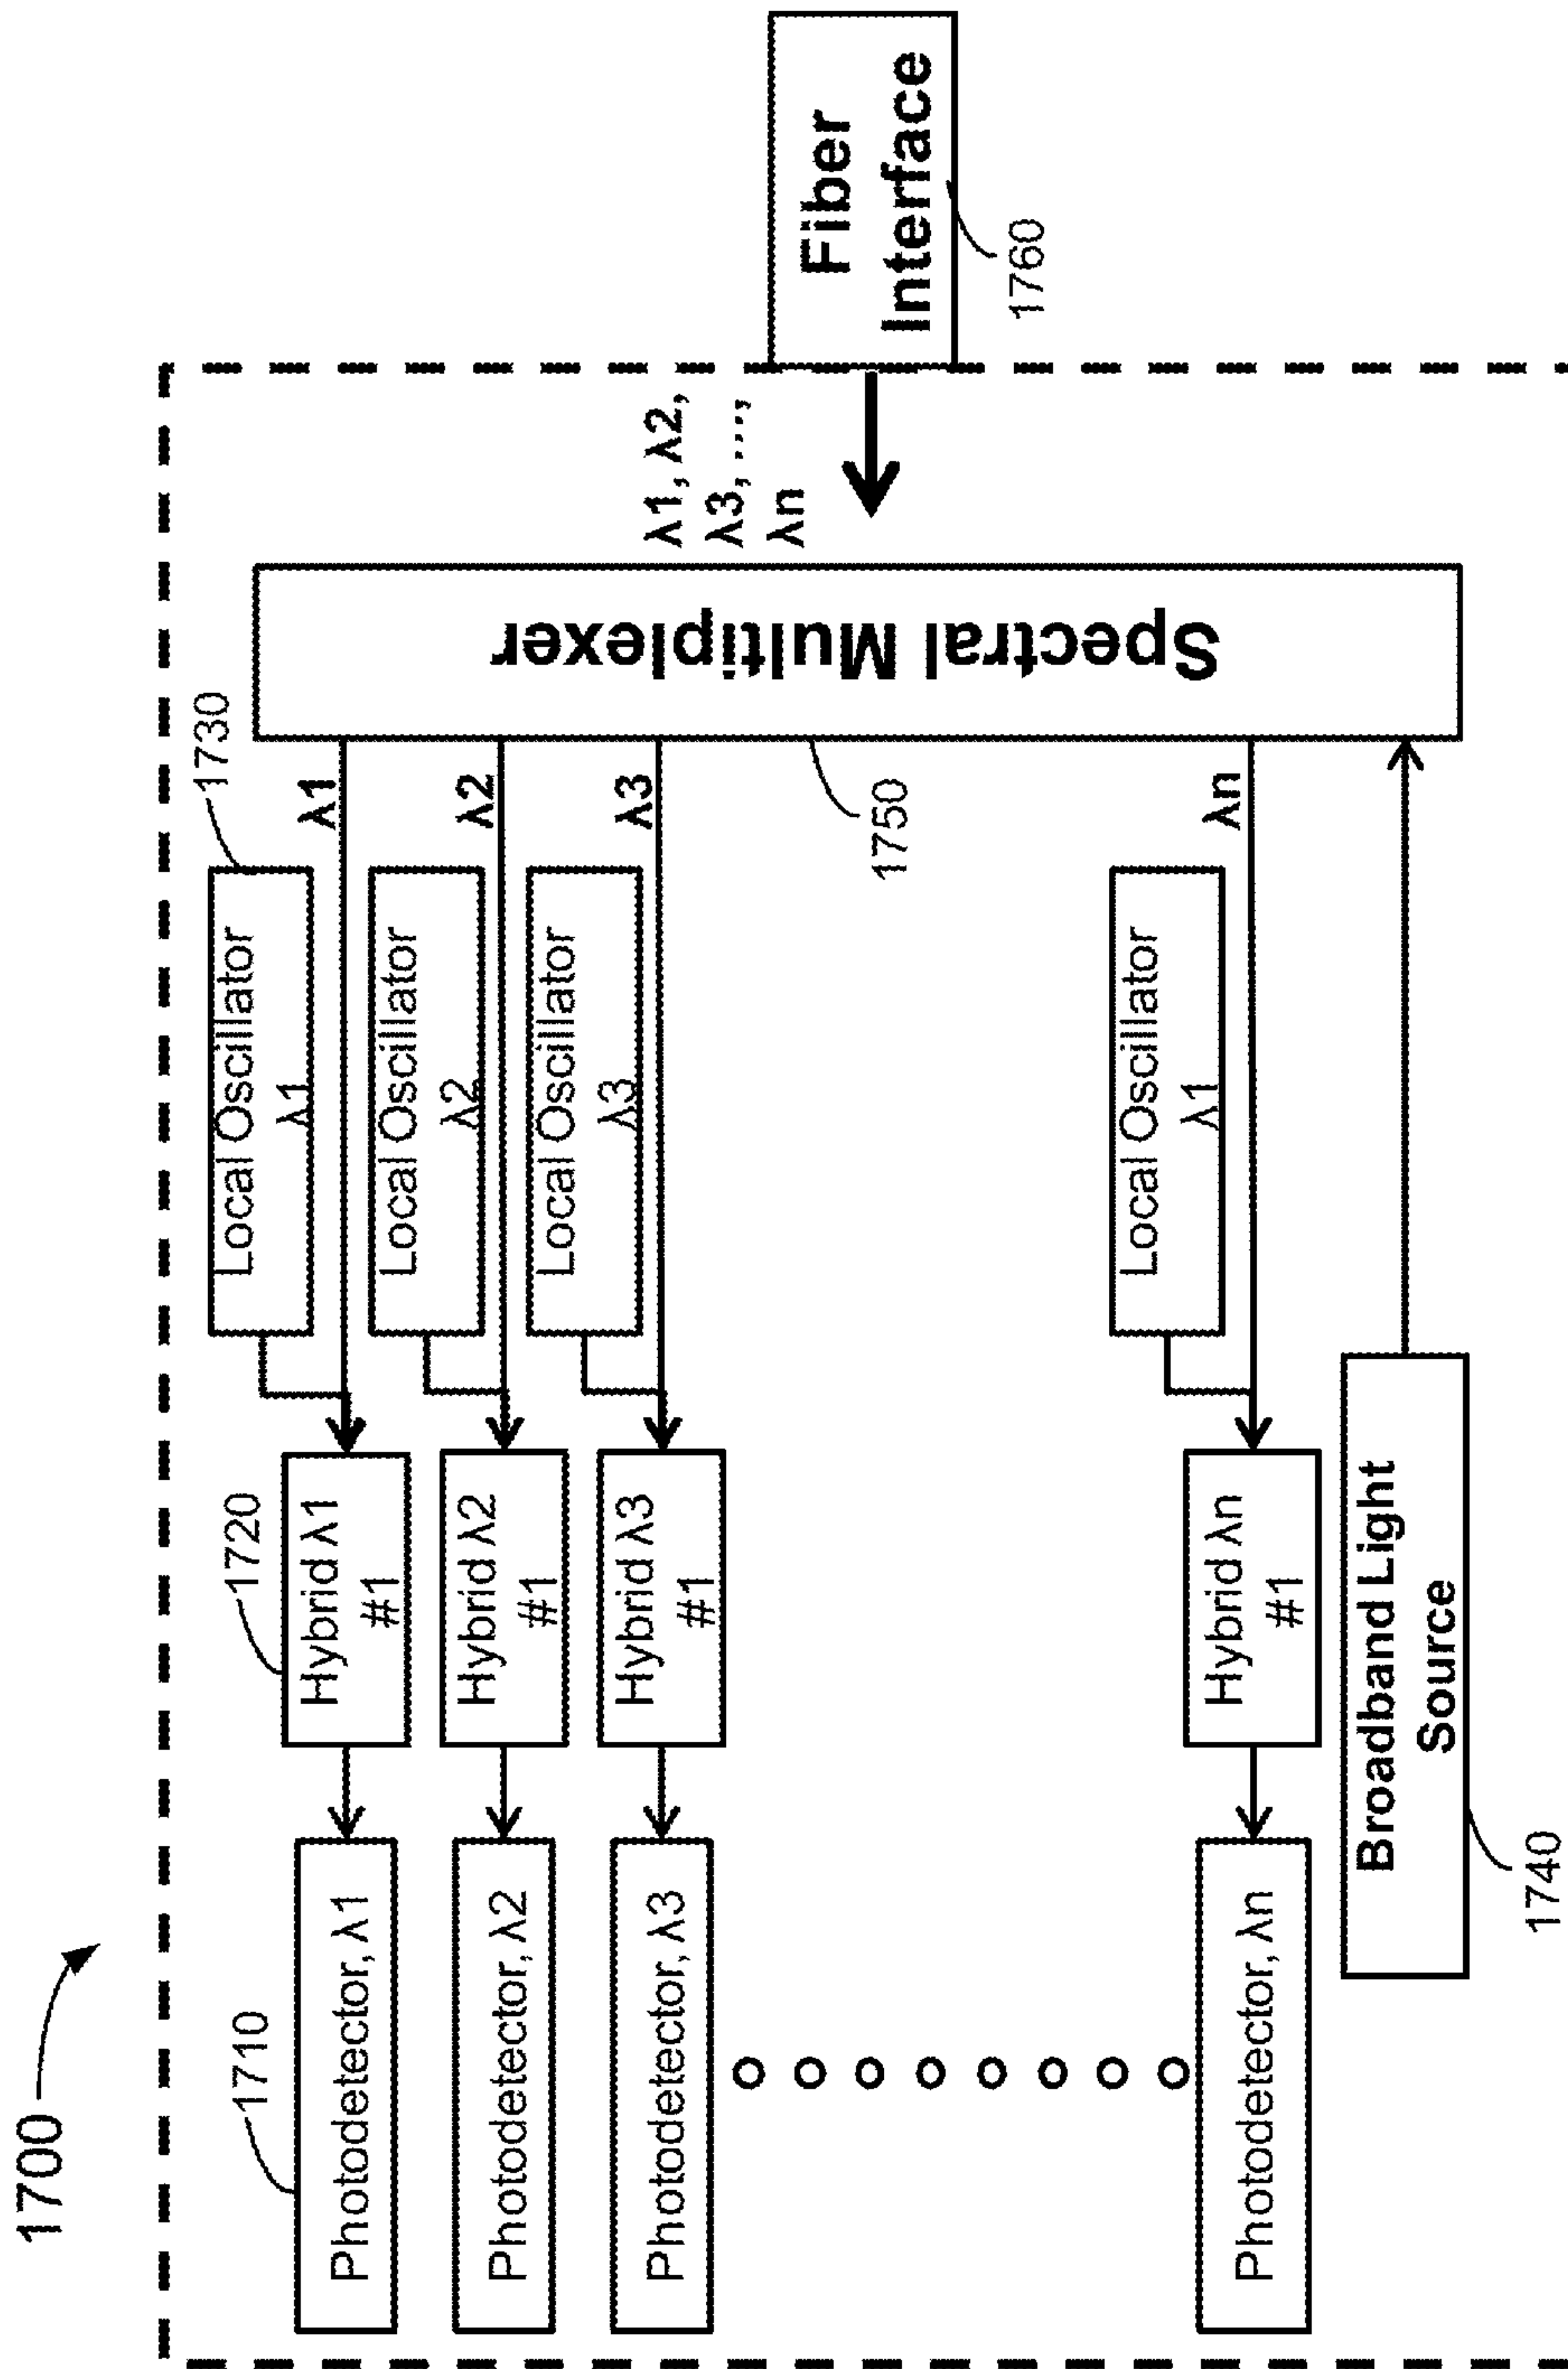 1700
1710
1720
1730
Photodetector, λ1
Hybrid λ1
#1
Local Oscillator
λ1
λ1
Photodetector, λ2
Hybrid λ2
#1
Local Oscillator
λ2
λ2
Photodetector, λ3
Hybrid λ3
#1
Local Oscillator
λ3
λ3
Spectral Multiplexer
1750
λ1, λ2,
λ3, ...,
λn
Fiber
Interface
1760
Photodetector, λn
Hybrid λn
#1
Local Oscillator
λ1
λn
Broadband Light
Source
1740